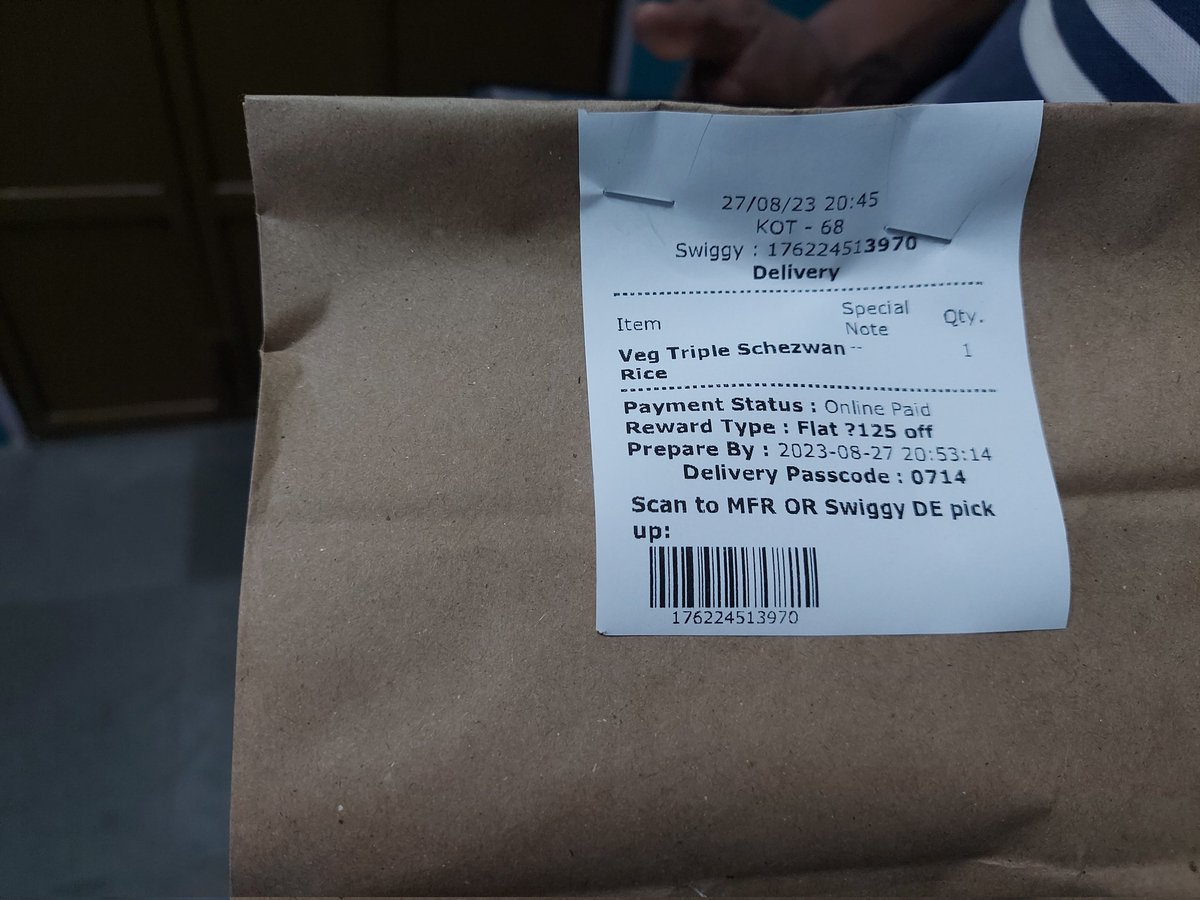 27/08/23 20:45
KOT - 68
Swiggy : 176224513970
Delivery
Item Special Note Qty.
Veg Triple Schezwan -- 1
Rice
Payment Status : Online Paid
Reward Type : Flat ?125 off
Prepare By : 2023-08-27 20:53:14
Delivery Passcode : 0714
Scan to MFR OR Swiggy DE pick
up:
176224513970